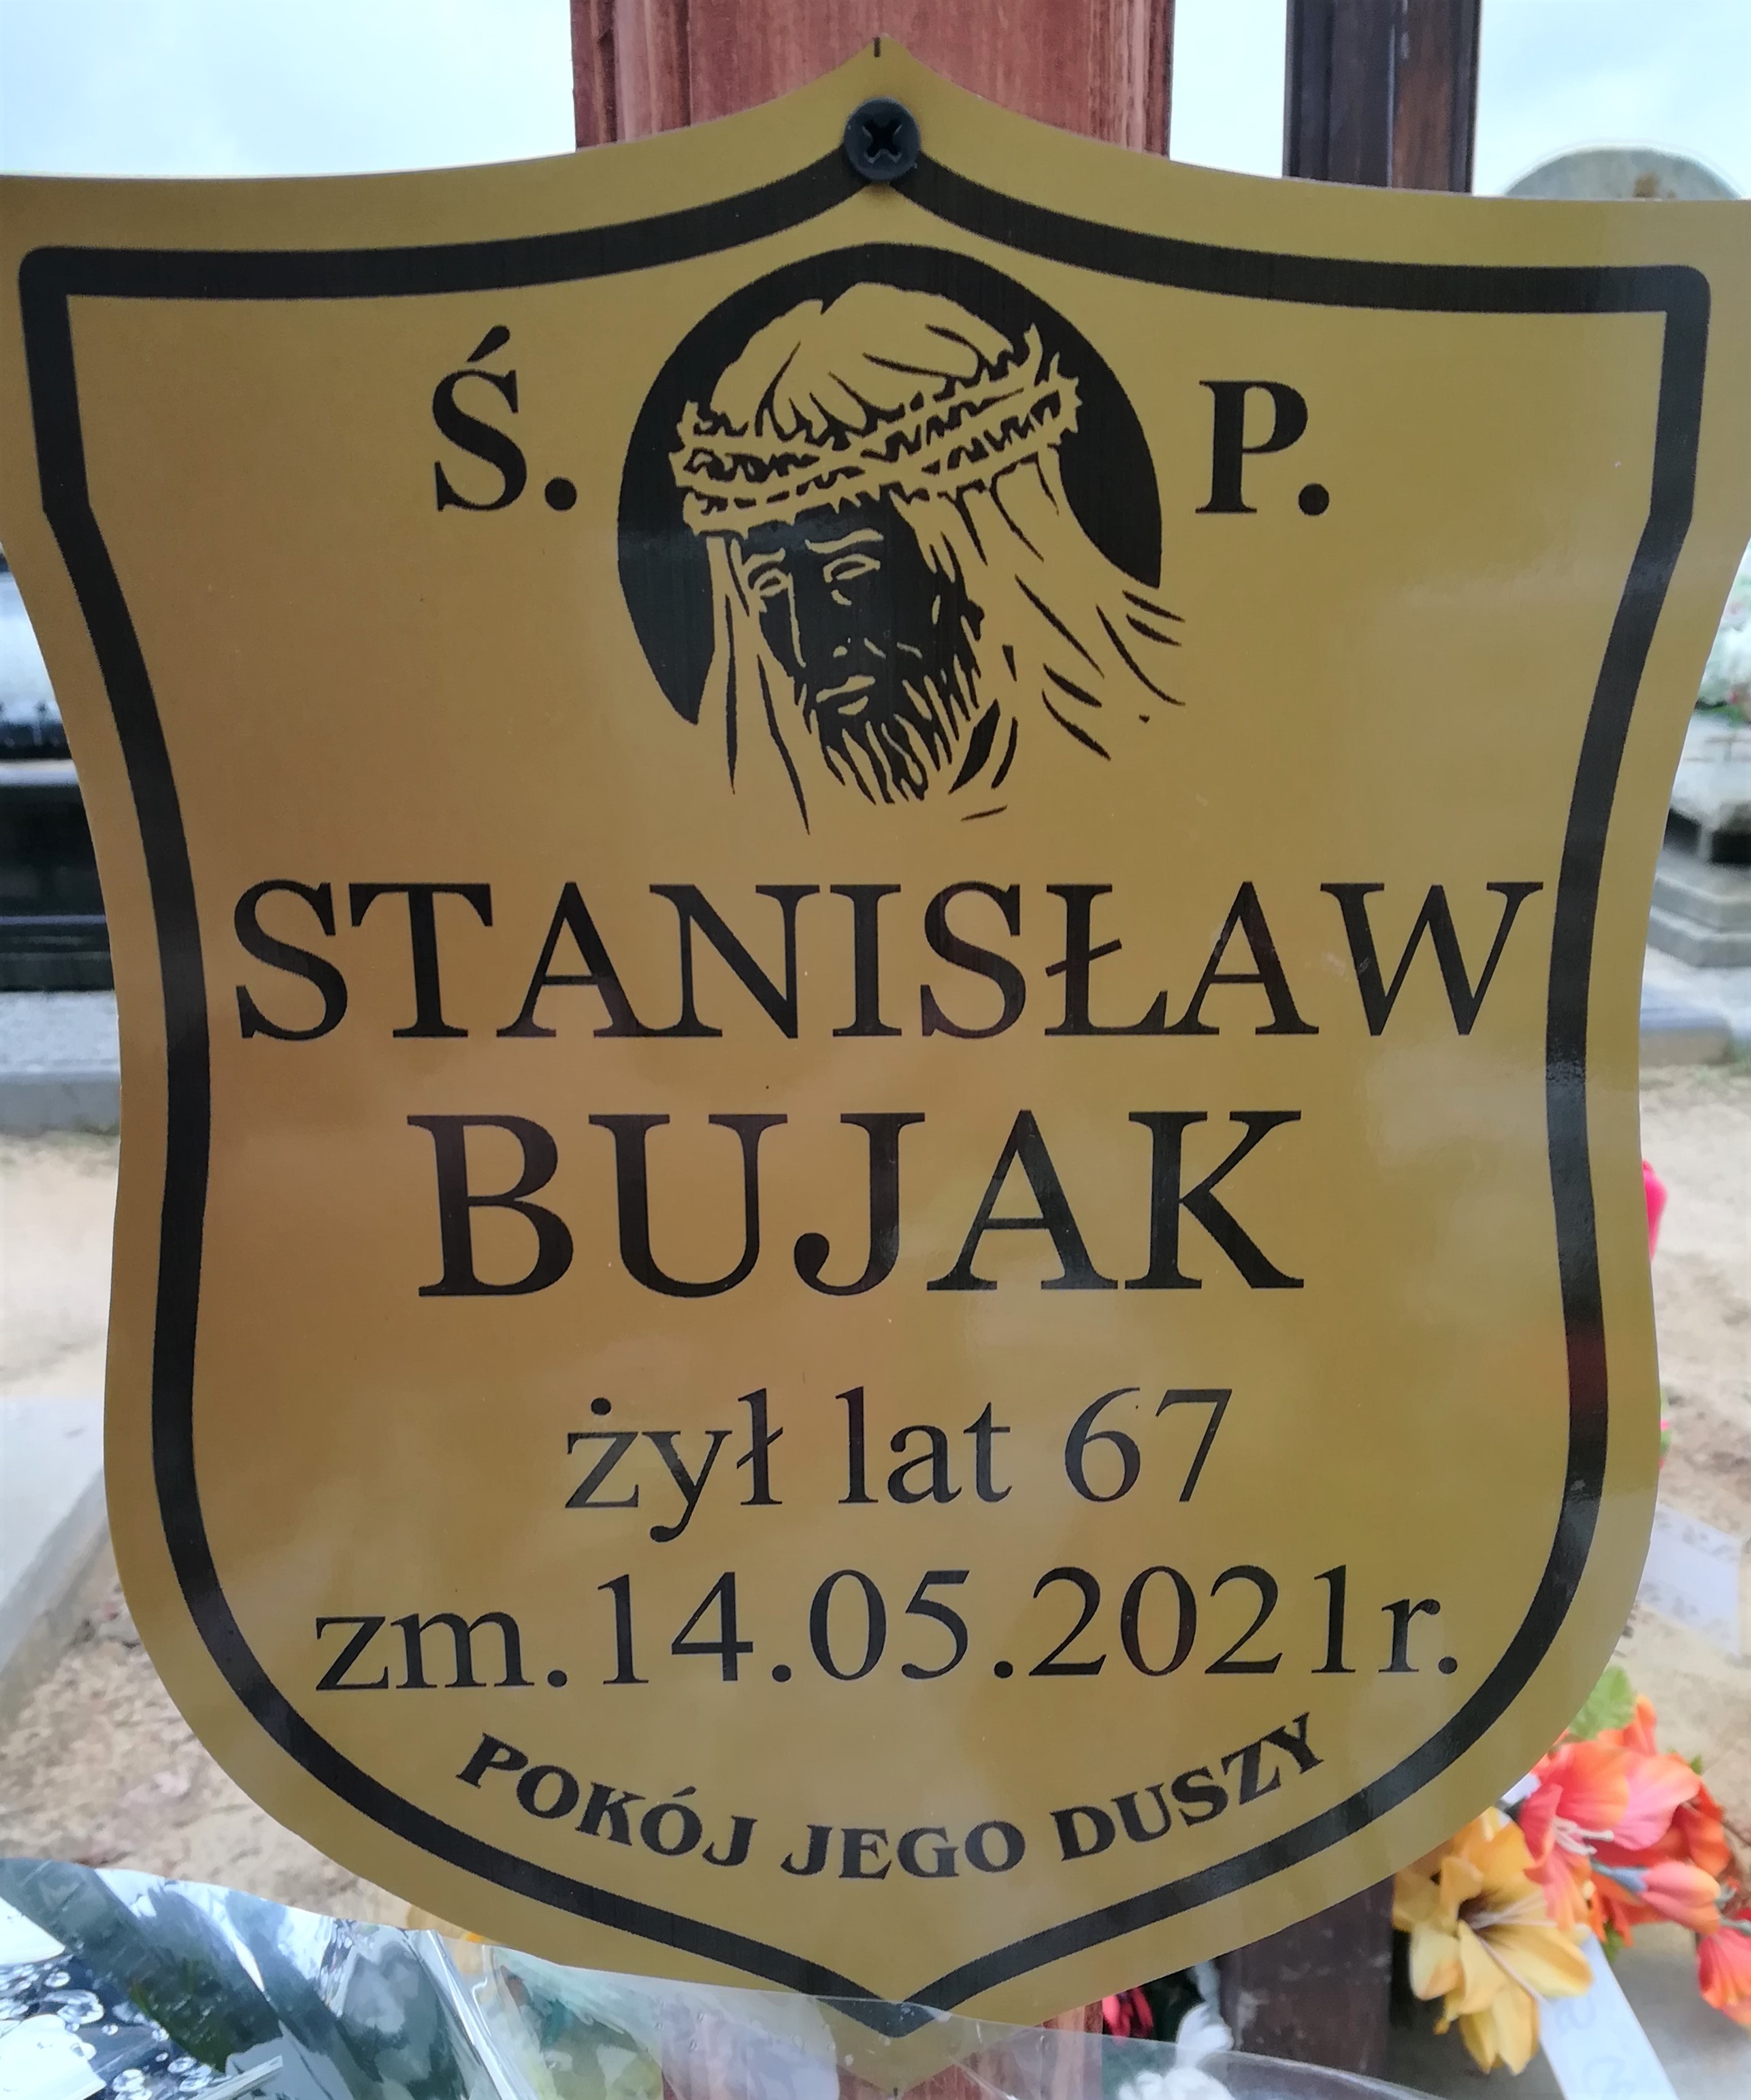 Ś. P.
STANISŁAW
BUJAK
żył lat 67
zm.14.05.2021r.
POKÓJ JEGO DUSZY